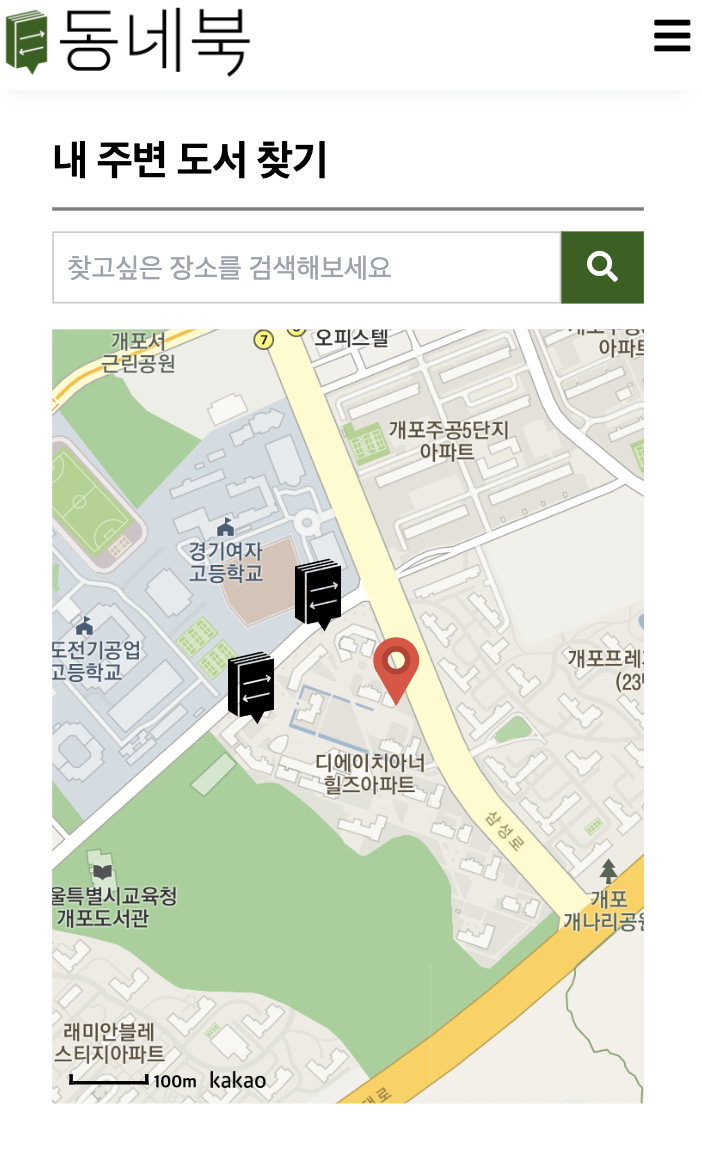 동네북
내 주변 도서 찾기
찾고싶은 장소를 검색해보세요
개포서
근린공원
7
오피스텔
개포주공5단지
아파트
경기여자
고등학교
도전기공업
고등학교
개포프레
(23
디에이치아너
힐즈아파트
삼성로
울특별시교육청
개포도서관
개포
개나리공원
래미안블레
스티지아파트
100m kakao